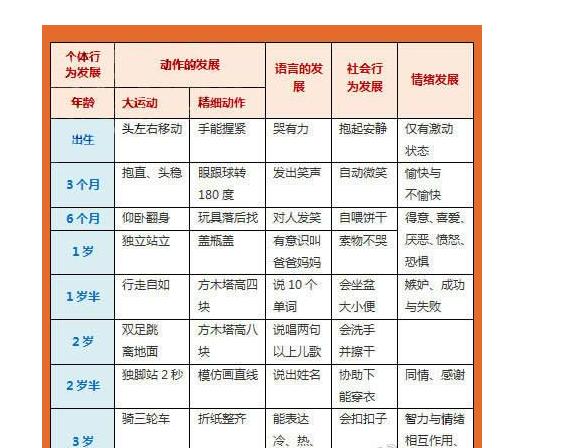 个体行为发展 动作的发展 语言的发展 社会行为发展 情绪发展
年龄 大运动 精细动作
出生 头左右移动 手能握紧 哭有力 抱起安静 仅有激动状态
3个月 抱直、头稳 眼跟球转180度 发出笑声 自动微笑 愉快与不愉快
6个月 仰卧翻身 玩具落后找 对人发笑 自喂饼干 得意、喜爱、厌恶、愤怒、恐惧
1岁 独立站立 盖瓶盖 有意识叫爸爸妈妈 索物不哭
1岁半 行走自如 方木塔高四块 说10个单词 会坐盆大小便 嫉妒、成功与失败
2岁 双足跳离地面 方木塔高八块 说唱两句以上儿歌 会洗手并擦干
2岁半 独脚站2秒 模仿画直线 说出姓名 协助下能穿衣 同情、感谢
3岁 骑三轮车 折纸整齐 能表达冷、热、 会扣扣子 智力与情绪相互作用、